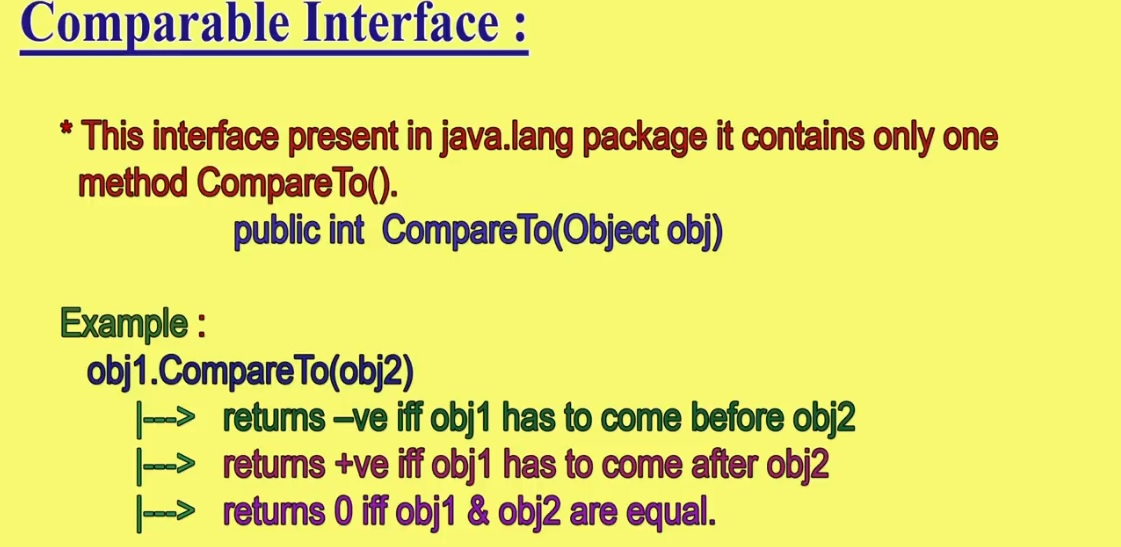 Comparable Interface :
* This interface present in java.lang package it contains only one
method CompareTo().
public int CompareTo(Object obj)
Example :
obj1.CompareTo(obj2)
|---> returns –ve iff obj1 has to come before obj2
|---> returns +ve iff obj1 has to come after obj2
|---> returns 0 iff obj1 & obj2 are equal.